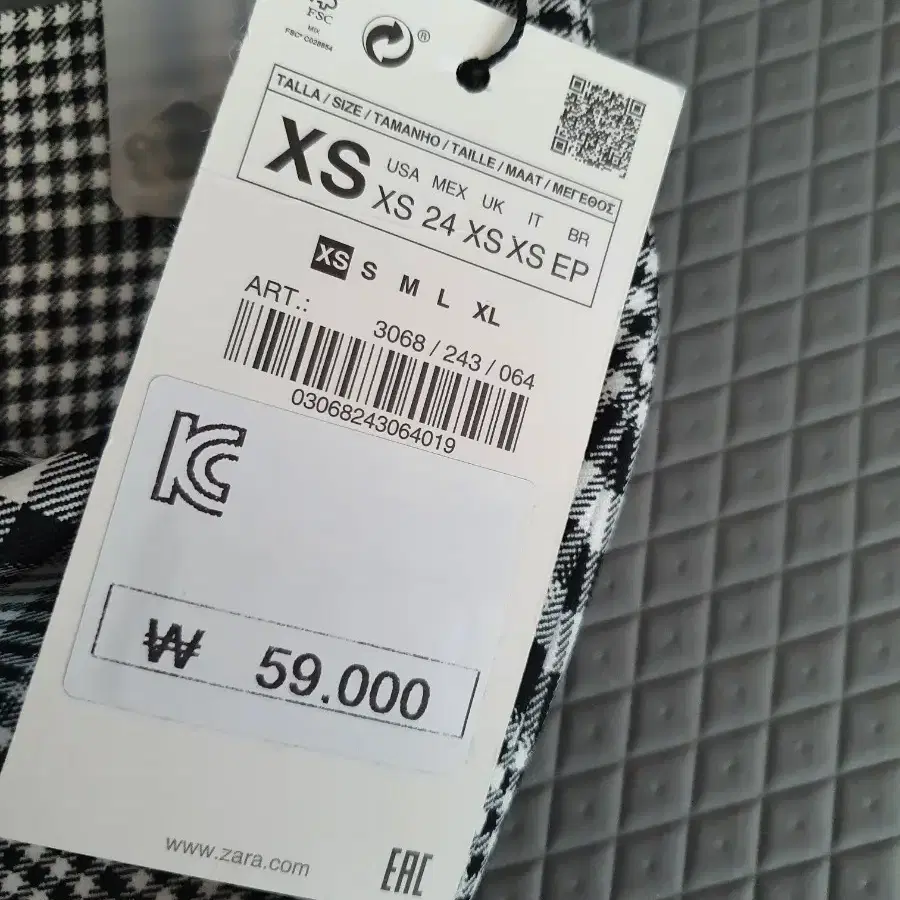 FSC
MIX
FSC® C028854
®
TALLA / SIZE / TAMANHO / TAILLE / MAAT / ΜΕΓΕΘΟΣ
XS
USA MEX UK IT BR
XS 24 XS XS EP
XS S M L XL
ART.:
3068 / 243 / 064
03068243064019
KC
₩ 59.000
www.zara.com
EAC